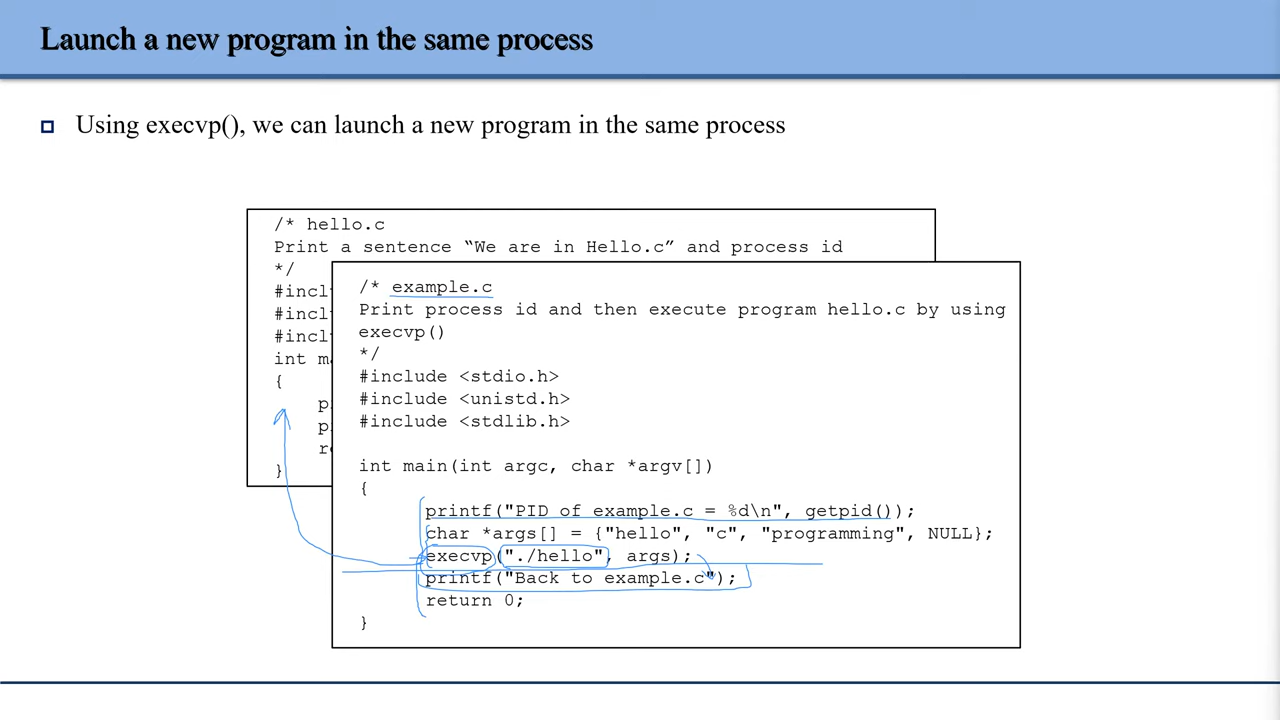 Launch a new program in the same process
Using execvp(), we can launch a new program in the same process
/* hello.c
Print a sentence “We are in Hello.c” and process id
*/
#incl
#incl
#incl
int m
{
p
p
re
}
/* example.c
Print process id and then execute program hello.c by using
execvp()
*/
#include <stdio.h>
#include <unistd.h>
#include <stdlib.h>
int main(int argc, char *argv[])
{
printf("PID of example.c = %d\n", getpid());
char *args[] = {"hello", "c", "programming", NULL};
execvp("./hello", args);
printf("Back to example.c");
return 0;
}